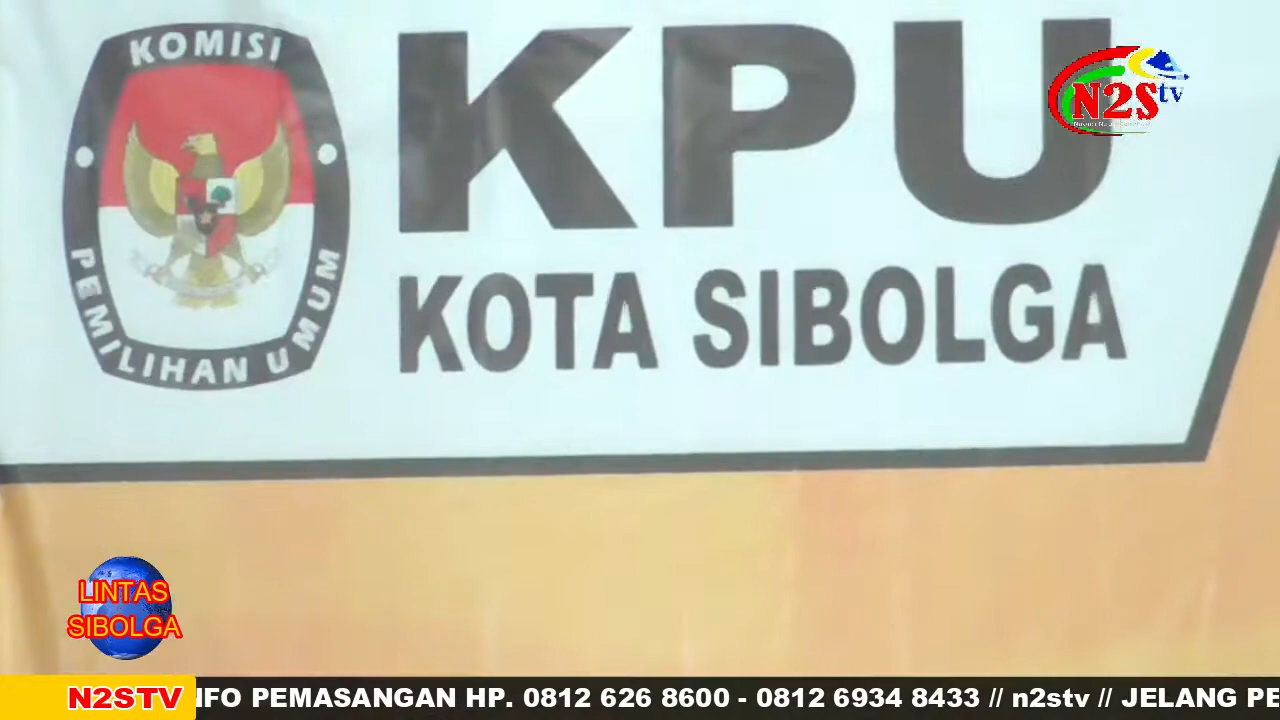 KOMISI
PEMILIHAN UMUM
KPU
KOTA SIBOLGA
N2S tv
LINTAS
SIBOLGA
N2STV
NFO PEMASANGAN HP. 0812 626 8600 - 0812 6934 8433 // n2stv // JELANG PE